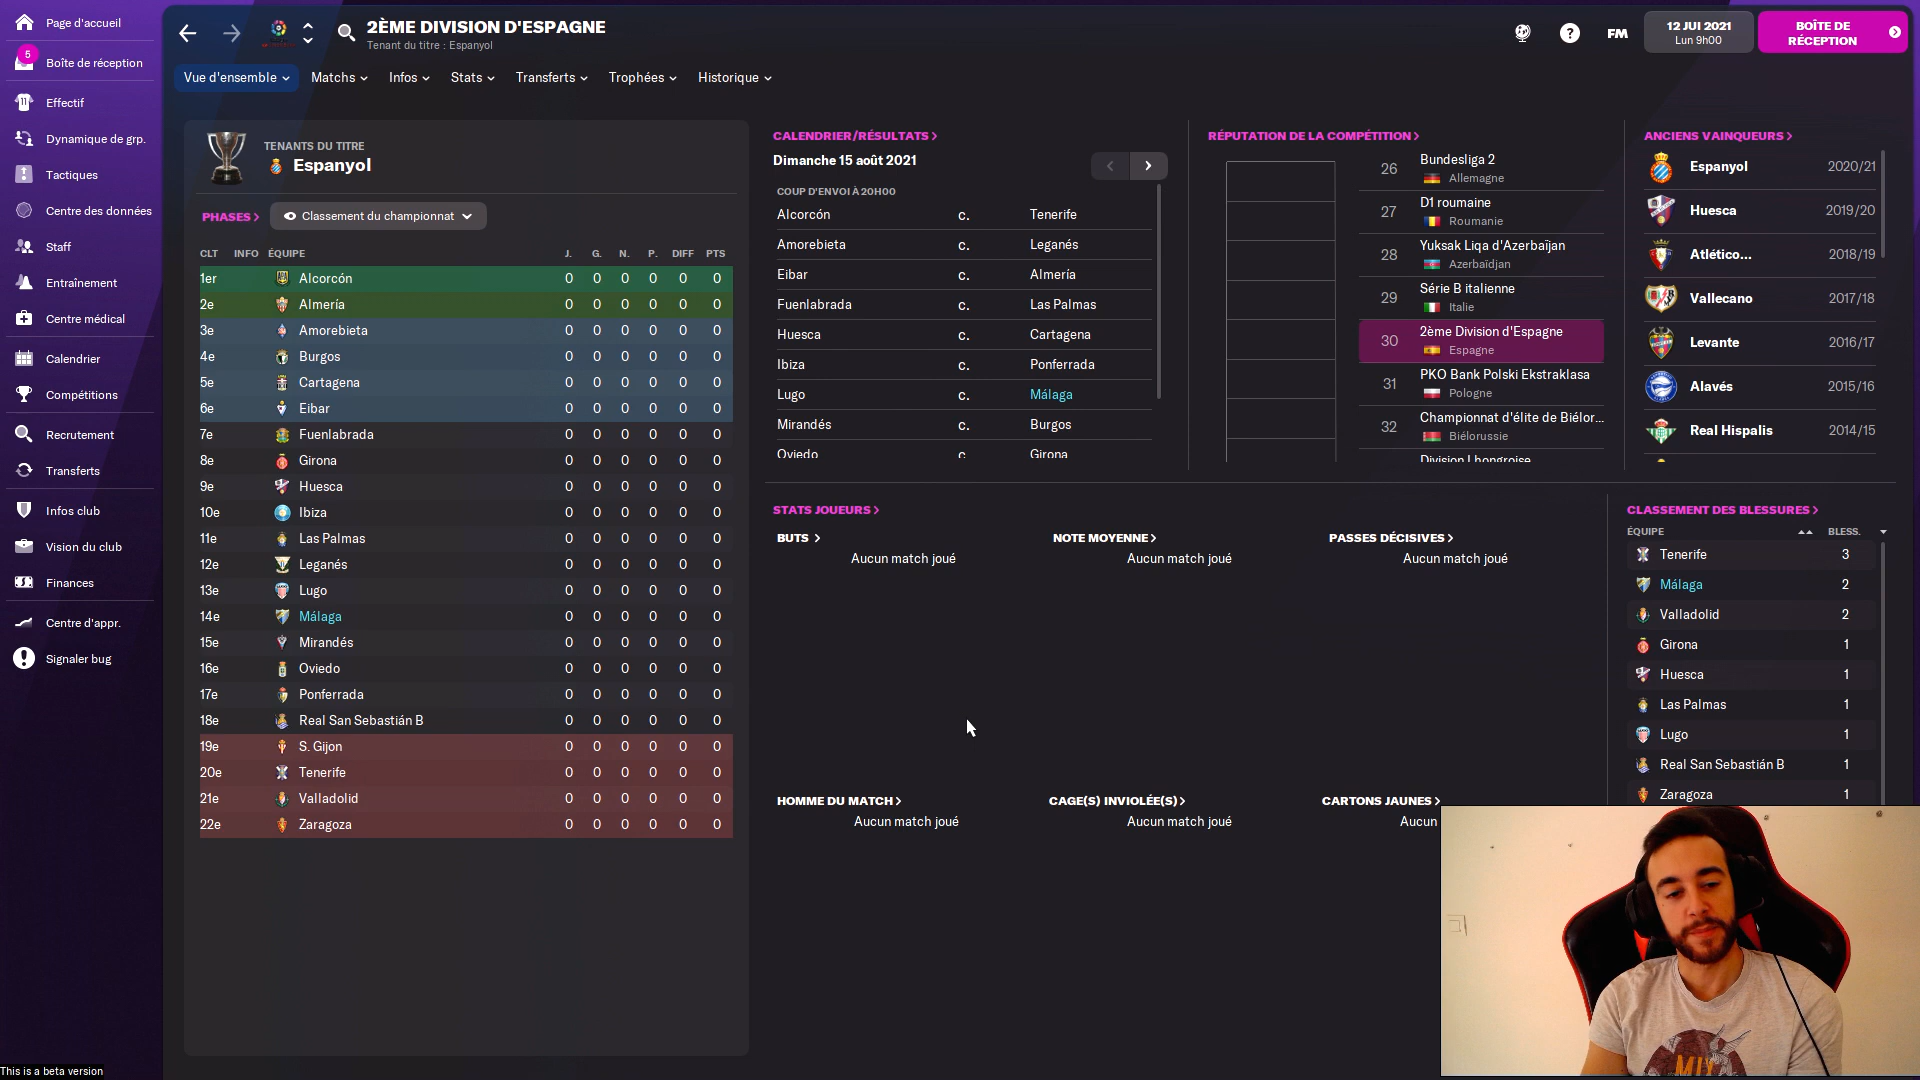 Page d'accueil
5
Boîte de réception
Effectif
Dynamique de grp.
Tactiques
Centre des données
Staff
Entraînement
Centre médical
Calendrier
Compétitions
Recrutement
Transferts
Infos club
Vision du club
Finances
Centre d'appr.
Signaler bug
This is a beta version
2ÈME DIVISION D'ESPAGNE
Tenant du titre : Espanyol
FM
12 JUI 2021
Lun 9h00
BOÎTE DE
RÉCEPTION
Vue d'ensemble Matchs Infos Stats Transferts Trophées Historique
TENANTS DU TITRE
Espanyol
PHASES Classement du championnat
CLT INFO ÉQUIPE J. G. N. P. DIFF PTS
1er Alcorcón 0 0 0 0 0 0
2e Almería 0 0 0 0 0 0
3e Amorebieta 0 0 0 0 0 0
4e Burgos 0 0 0 0 0 0
5e Cartagena 0 0 0 0 0 0
6e Eibar 0 0 0 0 0 0
7e Fuenlabrada 0 0 0 0 0 0
8e Girona 0 0 0 0 0 0
9e Huesca 0 0 0 0 0 0
10e Ibiza 0 0 0 0 0 0
11e Las Palmas 0 0 0 0 0 0
12e Leganés 0 0 0 0 0 0
13e Lugo 0 0 0 0 0 0
14e Málaga 0 0 0 0 0 0
15e Mirandés 0 0 0 0 0 0
16e Oviedo 0 0 0 0 0 0
17e Ponferrada 0 0 0 0 0 0
18e Real San Sebastián B 0 0 0 0 0 0
19e S. Gijon 0 0 0 0 0 0
20e Tenerife 0 0 0 0 0 0
21e Valladolid 0 0 0 0 0 0
22e Zaragoza 0 0 0 0 0 0
CALENDRIER/RÉSULTATS
Dimanche 15 août 2021
COUP D'ENVOI À 20H00
Alcorcón c. Tenerife
Amorebieta c. Leganés
Eibar c. Almería
Fuenlabrada c. Las Palmas
Huesca c. Cartagena
Ibiza c. Ponferrada
Lugo c. Málaga
Mirandés c. Burgos
Oviedo c Girona
RÉPUTATION DE LA COMPÉTITION
26 Bundesliga 2
Allemagne
27 D1 roumaine
Roumanie
28 Yuksak Liqa d'Azerbaïjan
Azerbaïdjan
29 Série B italienne
Italie
30 2ème Division d'Espagne
Espagne
31 PKO Bank Polski Ekstraklasa
Pologne
32 Championnat d'élite de Biélor...
Biélorussie
Division I hongroise
ANCIENS VAINQUEURS
Espanyol 2020/21
Huesca 2019/20
Atlético... 2018/19
Vallecano 2017/18
Levante 2016/17
Alavés 2015/16
Real Hispalis 2014/15
STATS JOUEURS
BUTS
Aucun match joué
NOTE MOYENNE
Aucun match joué
PASSES DÉCISIVES
Aucun match joué
HOMME DU MATCH
Aucun match joué
CAGE(S) INVIOLÉE(S)
Aucun match joué
CARTONS JAUNES
Aucun
CLASSEMENT DES BLESSURES
ÉQUIPE BLESS.
Tenerife 3
Málaga 2
Valladolid 2
Girona 1
Huesca 1
Las Palmas 1
Lugo 1
Real San Sebastián B 1
Zaragoza 1